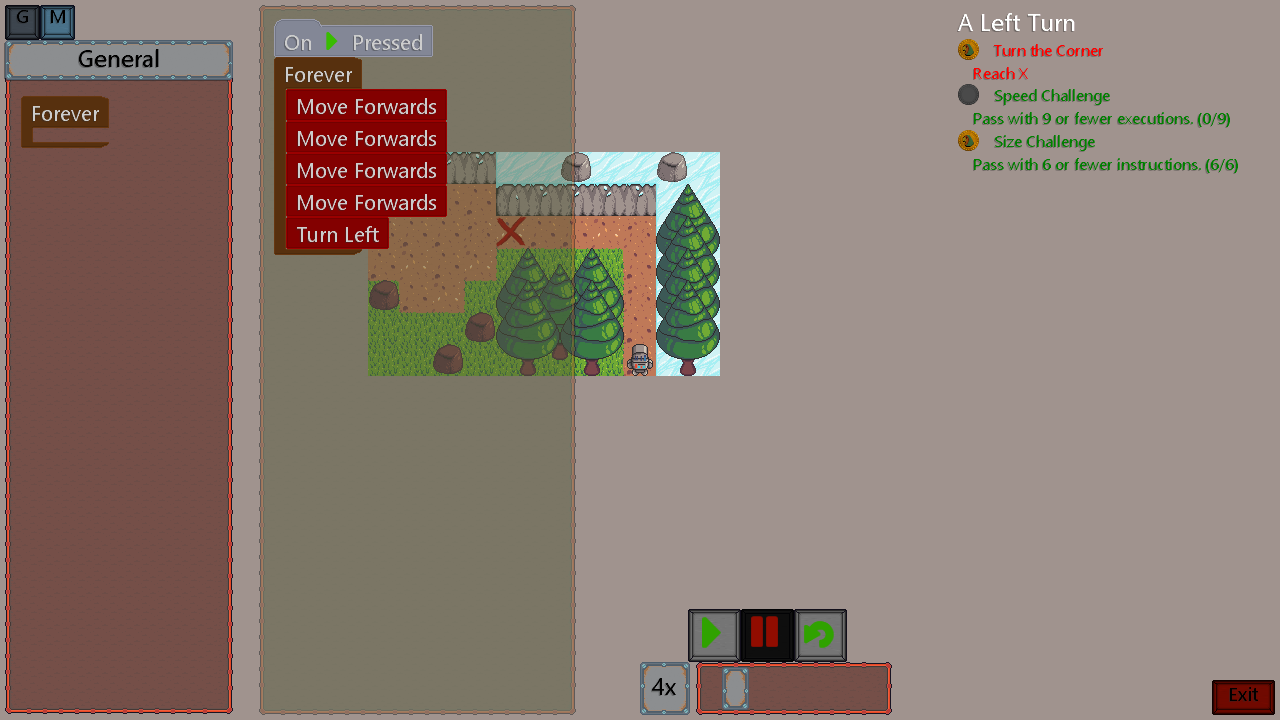 G M
General
Forever
On Pressed
Forever
Move Forwards
Move Forwards
Move Forwards
Move Forwards
Turn Left
A Left Turn
Turn the Corner
Reach X
Speed Challenge
Pass with 9 or fewer executions. (0/9)
Size Challenge
Pass with 6 or fewer instructions. (6/6)
4x
Exit